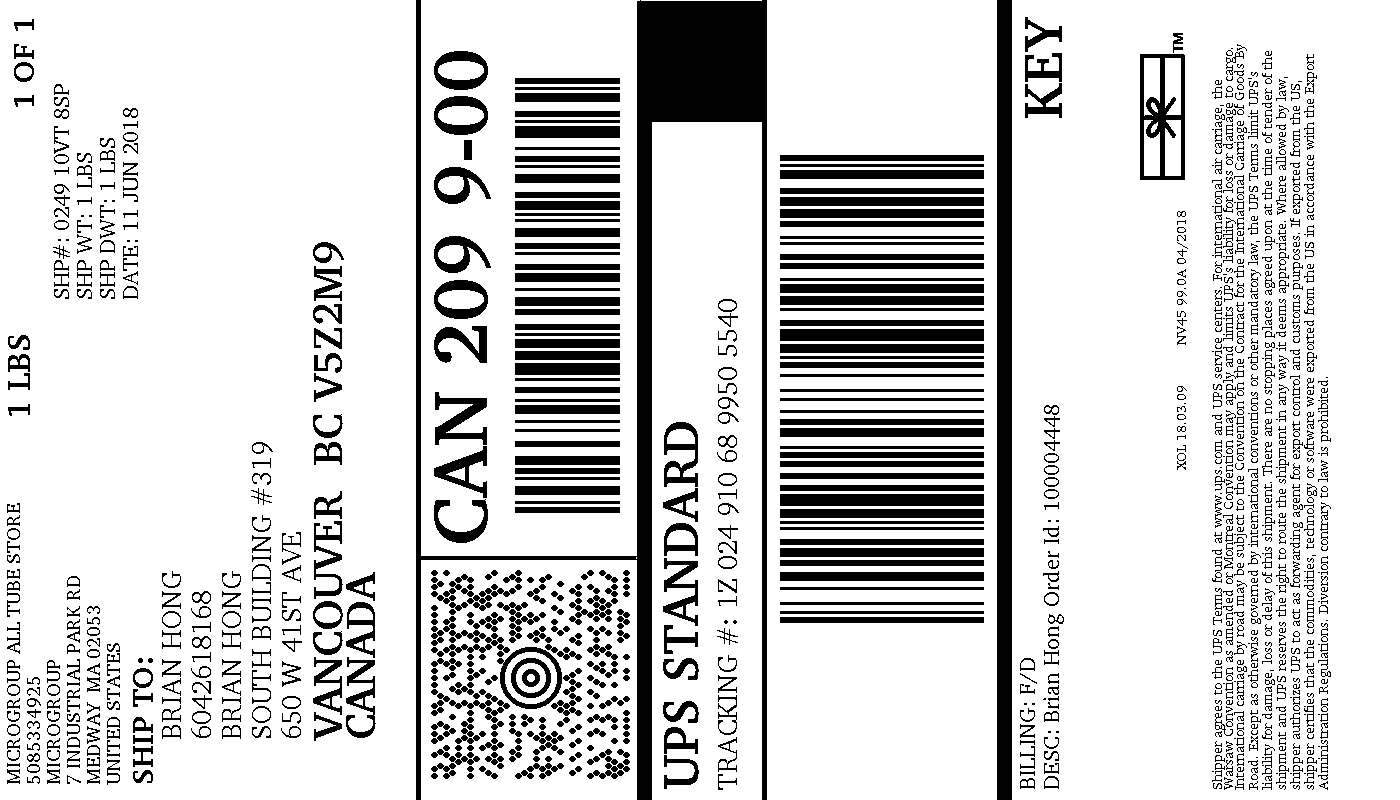 MICROGROUP ALL TUBE STORE
5085334925
MICROGROUP
7 INDUSTRIAL PARK RD
MEDWAY MA 02053
UNITED STATES
1 LBS
1 OF 1
SHP#: 0249 10VT 8SP
SHP WT: 1 LBS
SHP DWT: 1 LBS
DATE: 11 JUN 2018
SHIP TO:
BRIAN HONG
6042618168
BRIAN HONG
SOUTH BUILDING #319
650 W 41ST AVE
VANCOUVER BC V5Z2M9
CANADA
CAN 209 9-00
UPS STANDARD
TRACKING #: 1Z 024 910 68 9950 5540
BILLING: F/D
DESC: Brian Hong Order Id: 100004448
KEY
XOL 18.03.09 NV45 99.0A 04/2018
TM
Shipper agrees to the UPS Terms found at www.ups.com and UPS service centers. For international air carriage, the
Warsaw Convention as amended or Montreal Convention may apply and limits UPS's liability for loss or damage to cargo.
International carriage by road may be subject to the Convention on the Contract for the International Carriage of Goods By
Road. Except as otherwise governed by international conventions or other mandatory law, the UPS Terms limit UPS's
liability for damage, loss or delay of this shipment. There are no stopping places agreed upon at the time of tender of the
shipment and UPS reserves the right to route the shipment in any way it deems appropriate. Where allowed by law,
shipper authorizes UPS to act as forwarding agent for export control and customs purposes. If exported from the US,
shipper certifies that the commodities, technology or software were exported from the US in accordance with the Export
Administration Regulations. Diversion contrary to law is prohibited.